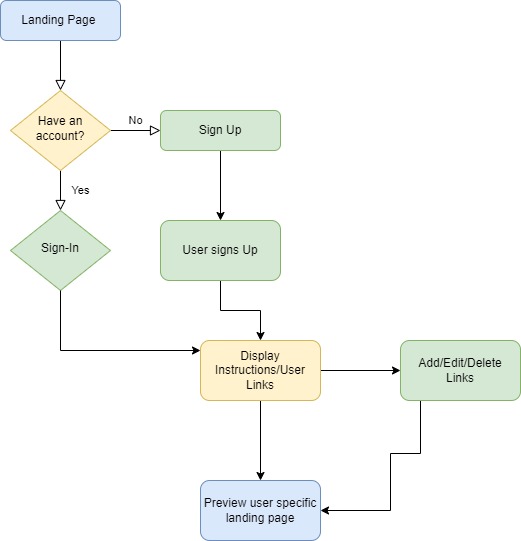 Landing Page
Have an
account?
No
Sign Up
Yes
Sign-In
User signs Up
Display
Instructions/User
Links
Add/Edit/Delete
Links
Preview user specific
landing page